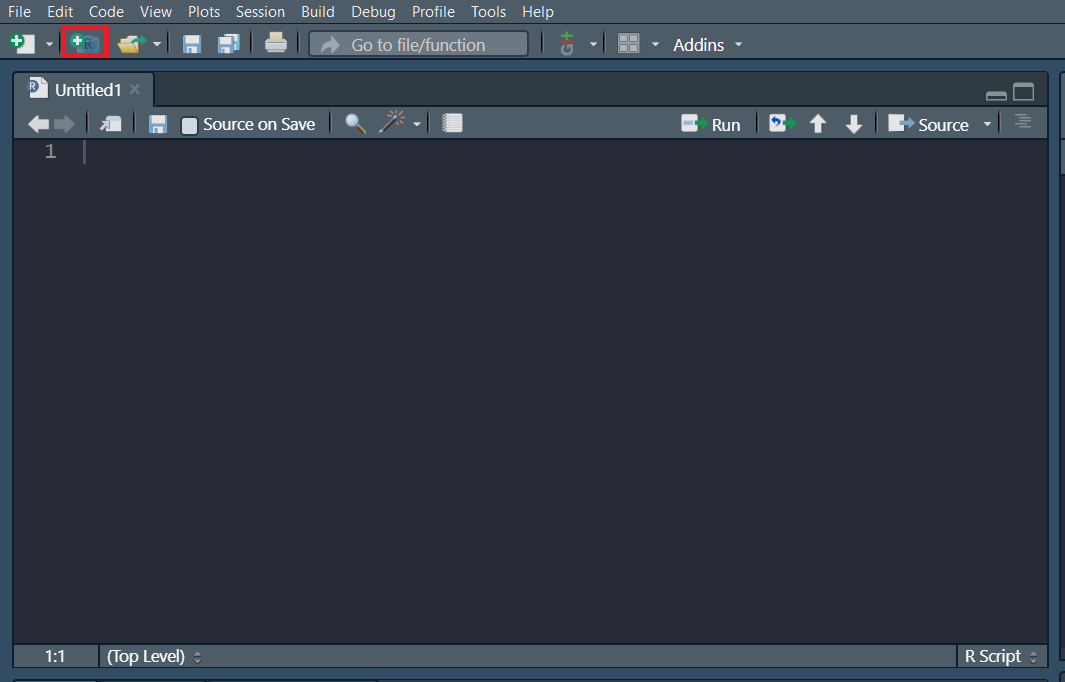 File Edit Code View Plots Session Build Debug Profile Tools Help
R Go to file/function G Addins
R Untitled1
Source on Save Run Source
1
1:1 (Top Level) R Script